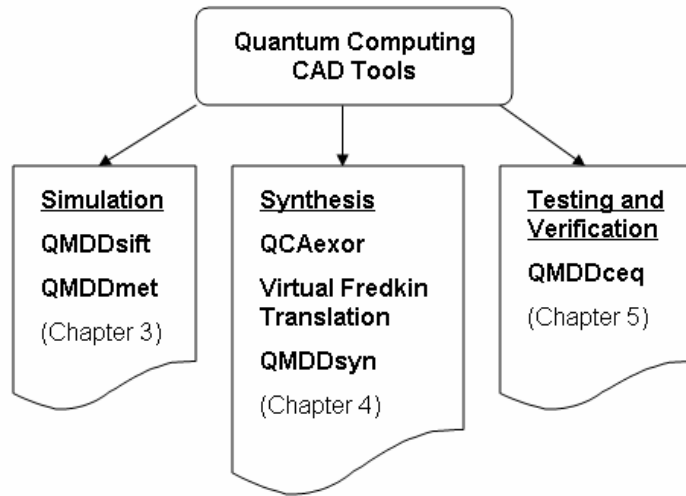 Quantum Computing
CAD Tools
Simulation
QMDDsift
QMDDmet
(Chapter 3)
Synthesis
QCAexor
Virtual Fredkin
Translation
QMDDsyn
(Chapter 4)
Testing and
Verification
QMDDceq
(Chapter 5)